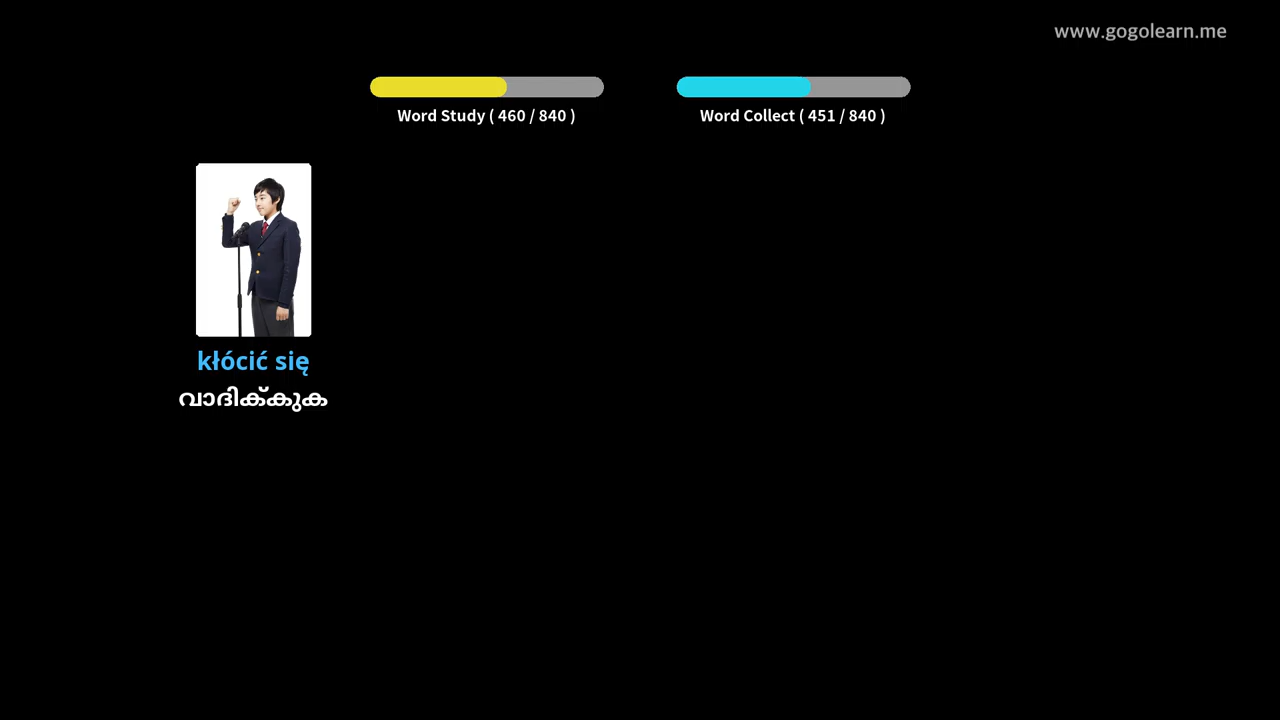 www.gogolearn.me
Word Study ( 460 / 840 )
Word Collect ( 451 / 840 )
kłócić się
വാദിക്കുക